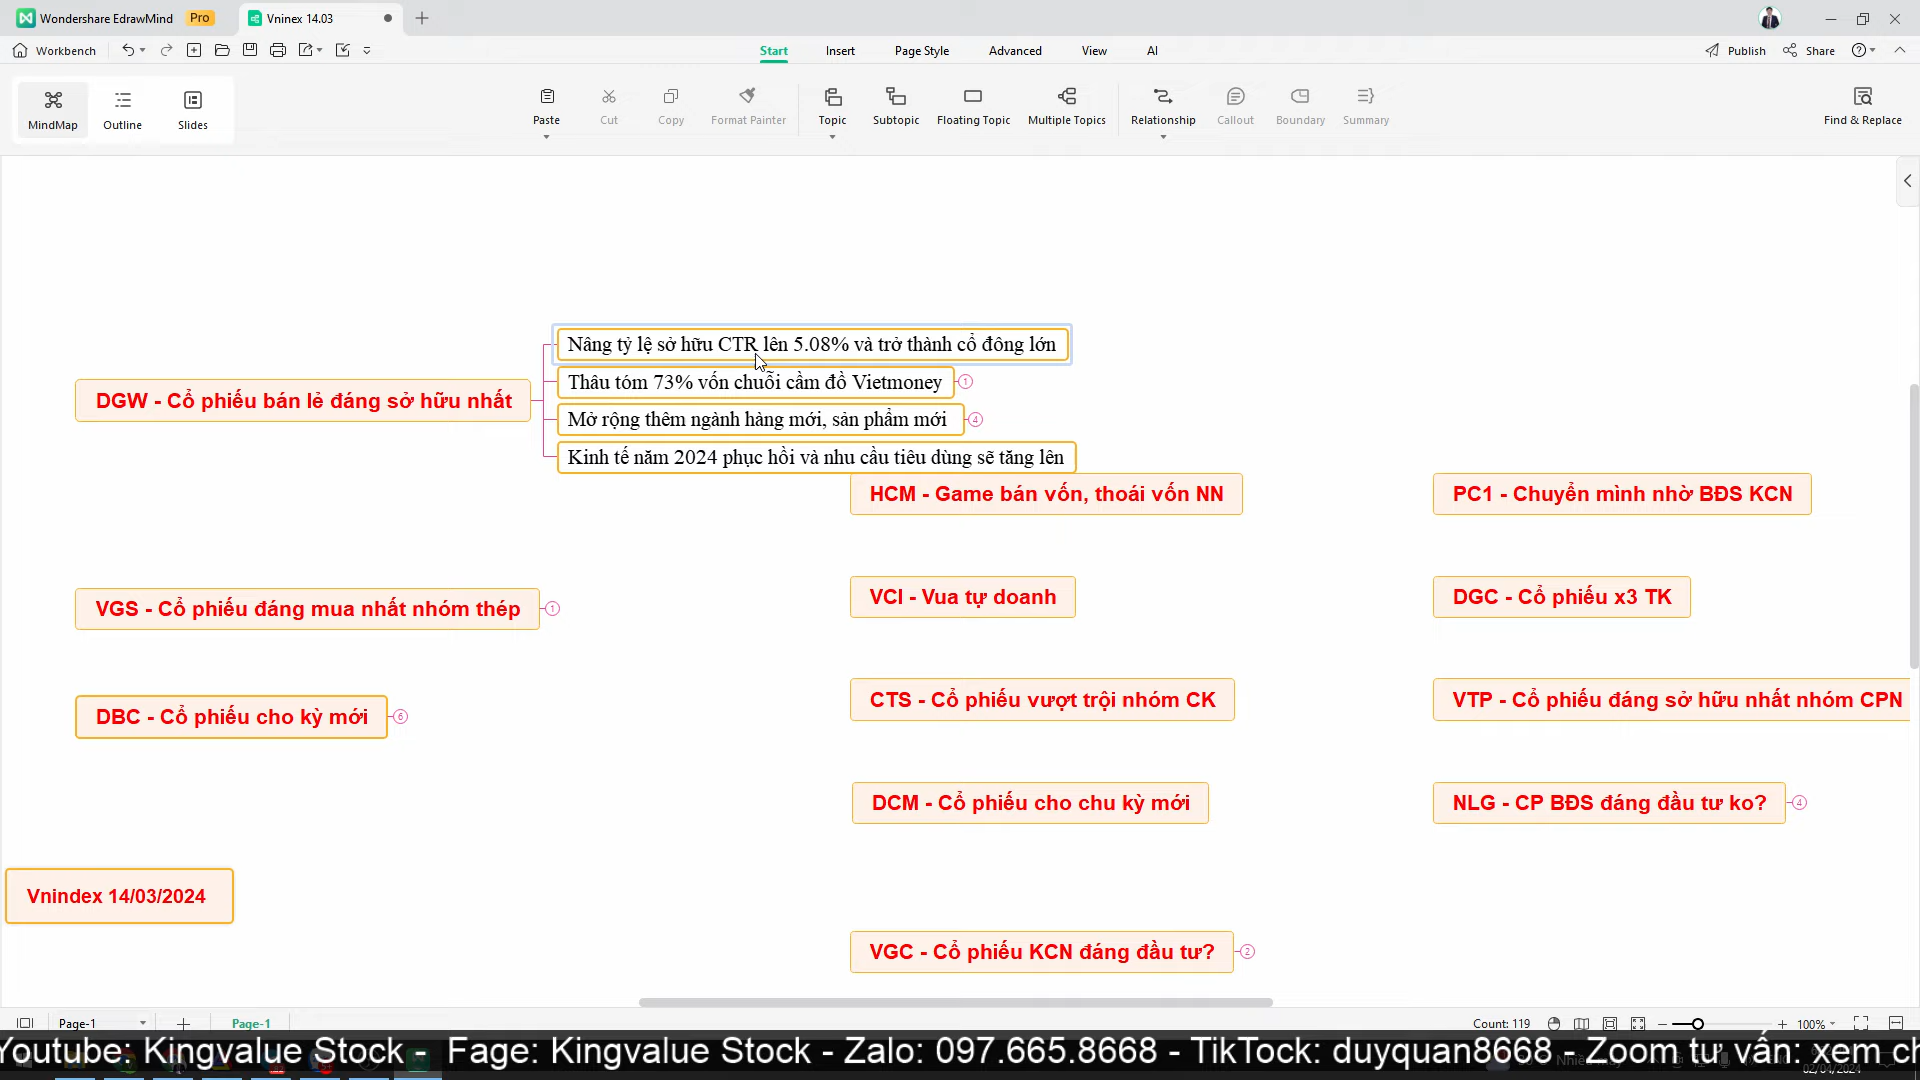 Wondershare EdrawMind Pro
Vninex 14.03
Workbench
Start Insert Page Style Advanced View AI
Publish Share
MindMap Outline Slides
Paste Cut Copy Format Painter Topic Subtopic Floating Topic Multiple Topics Relationship Callout Boundary Summary Find & Replace
Nâng tỷ lệ sở hữu CTR lên 5.08% và trở thành cổ đông lớn
Thâu tóm 73% vốn chuỗi cầm đồ Vietmoney 1
DGW - Cổ phiếu bán lẻ đáng sở hữu nhất
Mở rộng thêm ngành hàng mới, sản phẩm mới 4
Kinh tế năm 2024 phục hồi và nhu cầu tiêu dùng sẽ tăng lên
HCM - Game bán vốn, thoái vốn NN
PC1 - Chuyển mình nhờ BĐS KCN
VGS - Cổ phiếu đáng mua nhất nhóm thép 1
VCI - Vua tự doanh
DGC - Cổ phiếu x3 TK
DBC - Cổ phiếu cho kỳ mới 6
CTS - Cổ phiếu vượt trội nhóm CK
VTP - Cổ phiếu đáng sở hữu nhất nhóm CPN
DCM - Cổ phiếu cho chu kỳ mới
NLG - CP BĐS đáng đầu tư ko? 4
Vnindex 14/03/2024
VGC - Cổ phiếu KCN đáng đầu tư? 2
Page-1 Page-1 Count: 119 100%
Youtube: Kingvalue Stock - Fage: Kingvalue Stock - Zalo: 097.665.8668 - TikTock: duyquan8668 - Zoom tư vấn: xem
02/04/2024